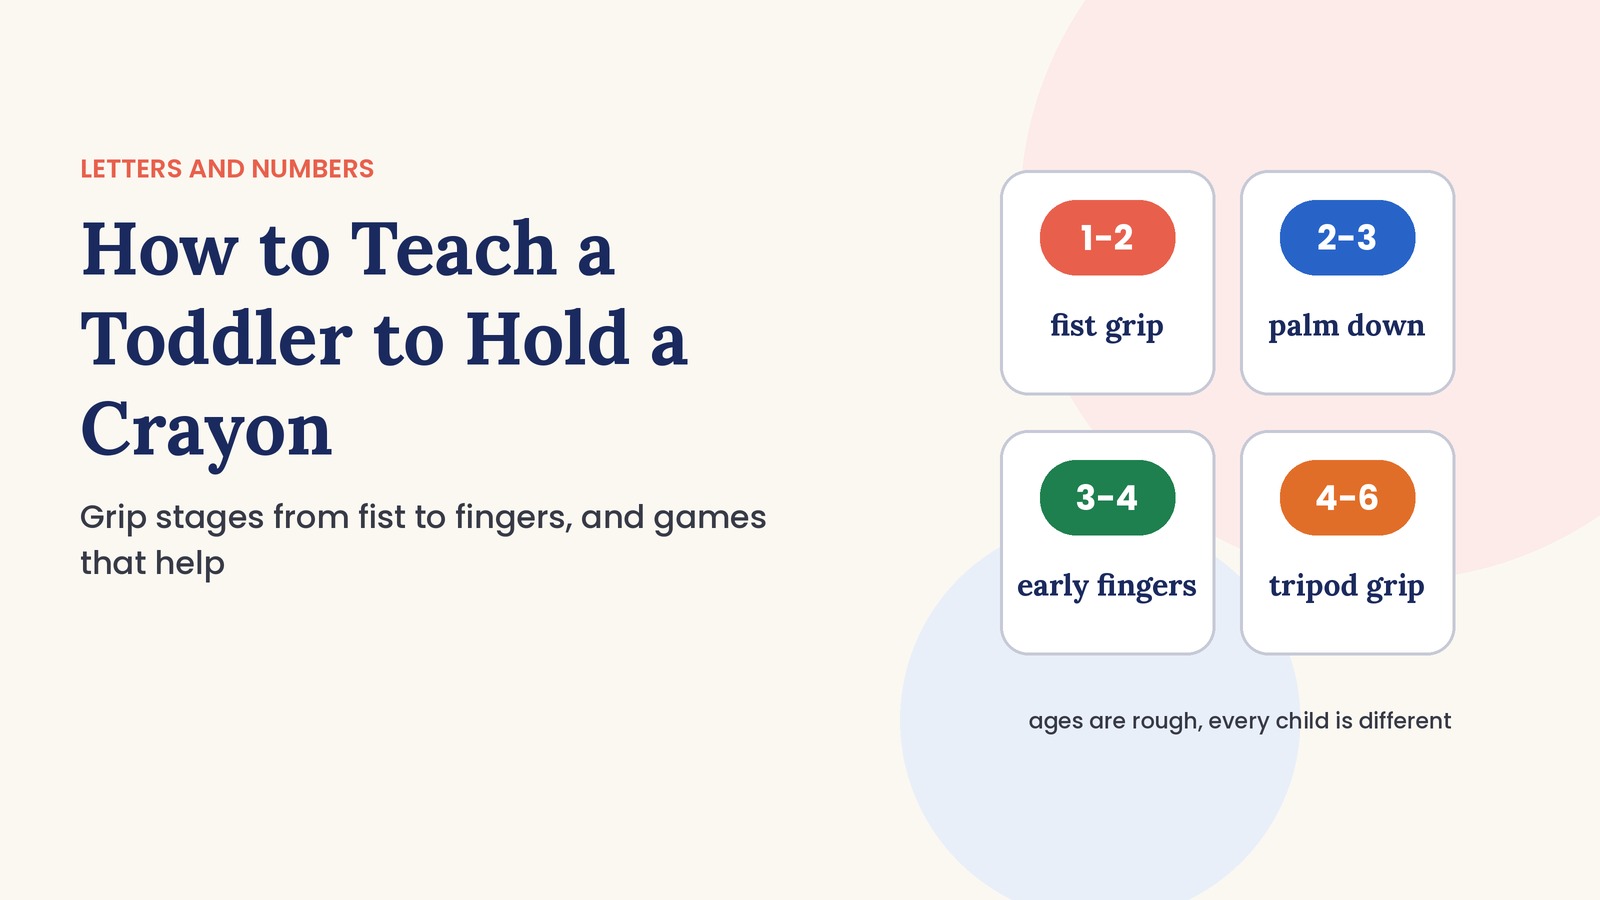 LETTERS AND NUMBERS
How to Teach a
Toddler to Hold a
Crayon
Grip stages from fist to fingers, and games
that help
1–2
fist grip
2–3
palm down
3–4
early fingers
4–6
tripod grip
ages are rough, every child is different